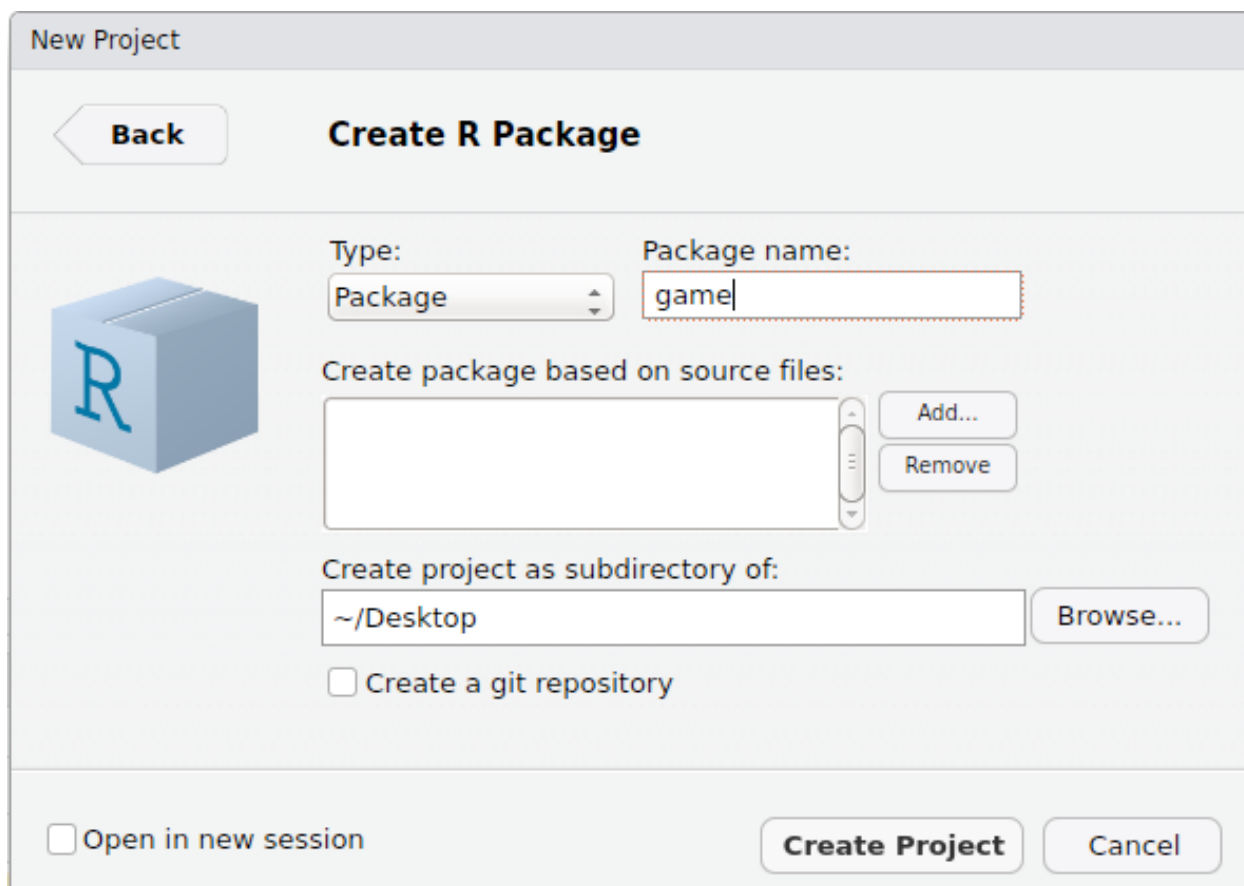 New Project
Back
Create R Package
Type:
Package name:
Package
game
R
Create package based on source files:
Add...
Remove
Create project as subdirectory of:
~/Desktop
Browse...
Create a git repository
Open in new session
Create Project
Cancel